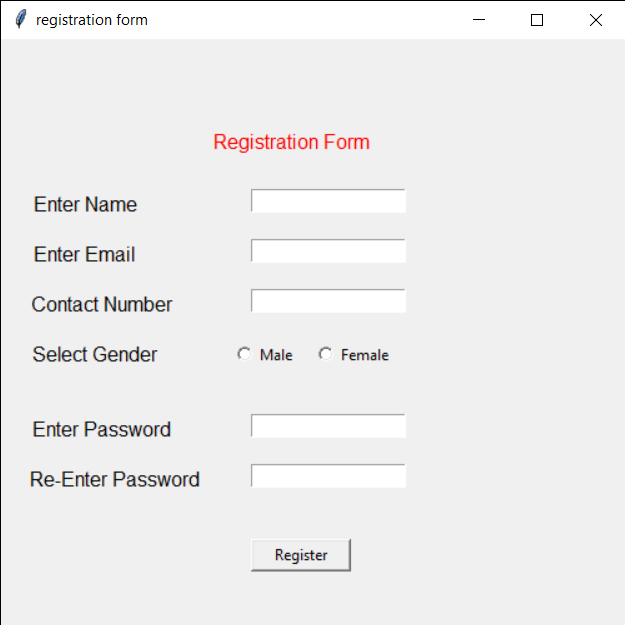 registration form
Registration Form
Enter Name
Enter Email
Contact Number
Select Gender Male Female
Enter Password
Re-Enter Password
Register